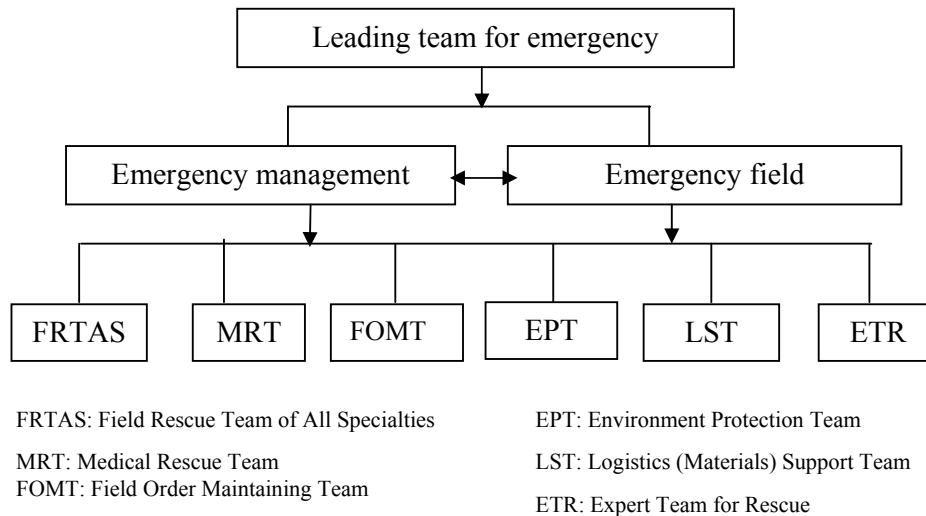 Leading team for emergency
Emergency management
Emergency field
FRTAS
MRT
FOMT
EPT
LST
ETR
FRTAS: Field Rescue Team of All Specialties
MRT: Medical Rescue Team
FOMT: Field Order Maintaining Team
EPT: Environment Protection Team
LST: Logistics (Materials) Support Team
ETR: Expert Team for Rescue